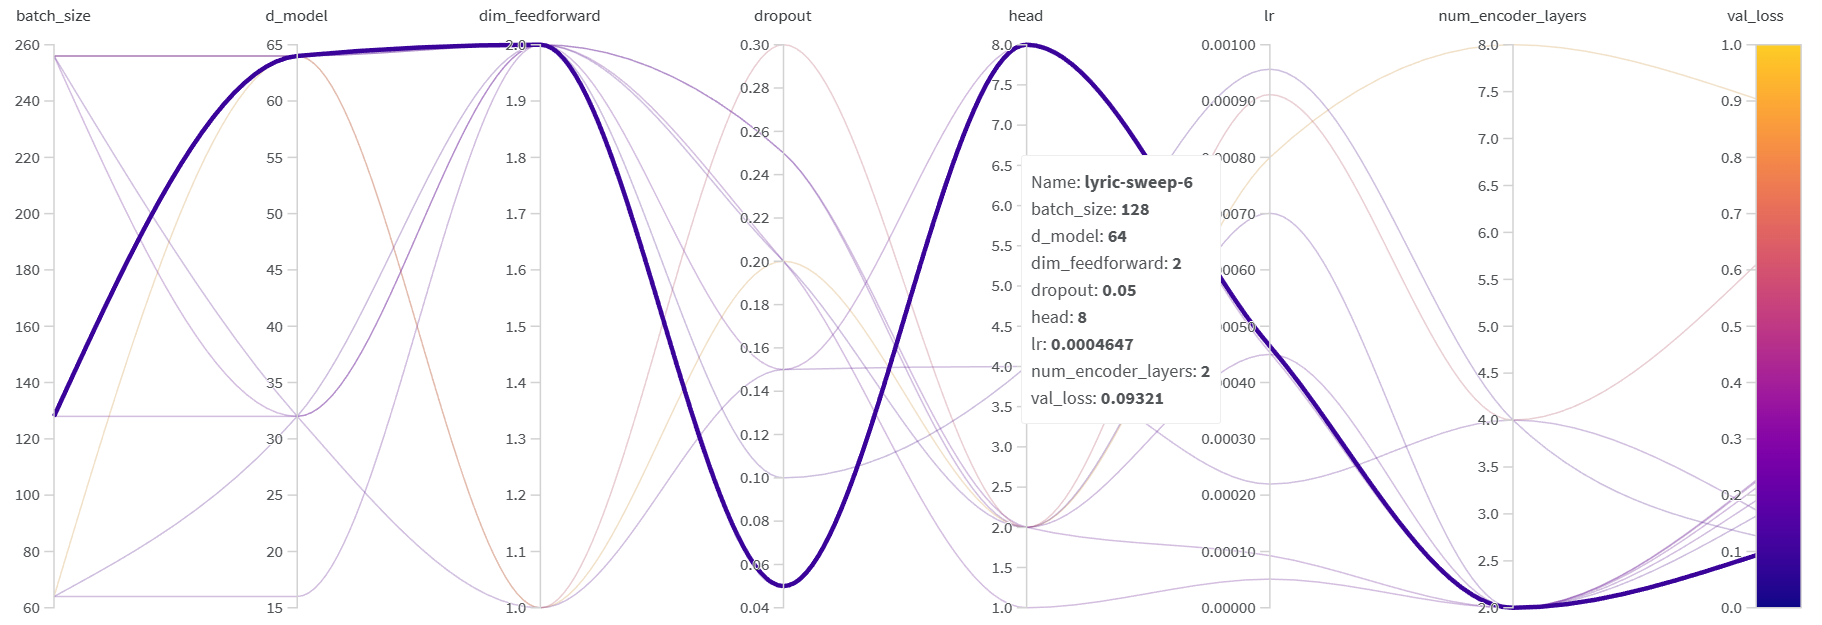 batch_size d_model dim_feedforward dropout head lr num_encoder_layers val_loss
260 65 2.0 0.30 8.0 0.00100 8.0 1.0
240 60 1.9 0.28 7.5 0.00090 7.5 0.9
220 55 1.8 0.26 7.0 0.00080 7.0 0.8
200 50 1.7 0.24 6.5 0.00070 6.5 0.7
180 45 1.6 0.22 6.0 0.00060 6.0 0.6
160 40 1.5 0.20 5.5 0.00050 5.5 0.5
140 35 1.4 0.18 5.0 0.00040 5.0 0.4
120 30 1.3 0.16 4.5 0.00030 4.5 0.3
100 25 1.2 0.14 4.0 0.00020 4.0 0.2
80 20 1.1 0.12 3.5 0.00010 3.5 0.1
60 15 1.0 0.10 3.0 0.00000 3.0 0.0
0.08 2.5 2.5
0.06 2.0 2.0
0.04 1.5
1.0
Name: lyric-sweep-6
batch_size: 128
d_model: 64
dim_feedforward: 2
dropout: 0.05
head: 8
lr: 0.0004647
num_encoder_layers: 2
val_loss: 0.09321